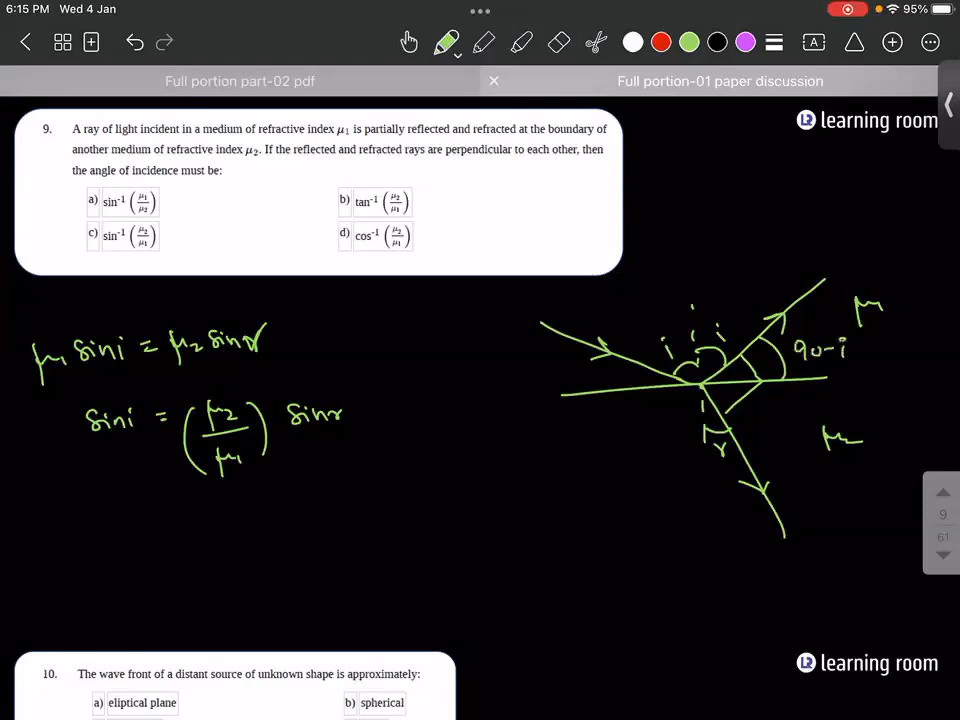 6:15 PM Wed 4 Jan
95%
A
Full portion part-02 pdf
Full portion-01 paper discussion
learning room
9. A ray of light incident in a medium of refractive index μ₁ is partially reflected and refracted at the boundary of
another medium of refractive index μ₂. If the reflected and refracted rays are perpendicular to each other, then
the angle of incidence must be:
a) sin⁻¹ (μ₁/μ₂) b) tan⁻¹ (μ₂/μ₁)
c) sin⁻¹ (μ₂/μ₁) d) cos⁻¹ (μ₂/μ₁)
μ₁ sin i = μ₂ sin r
sin i = (μ₂/μ₁) sin r
i i i
90-i
μ₁
μ₂
r
9
61
learning room
10. The wave front of a distant source of unknown shape is approximately:
a) eliptical plane b) spherical